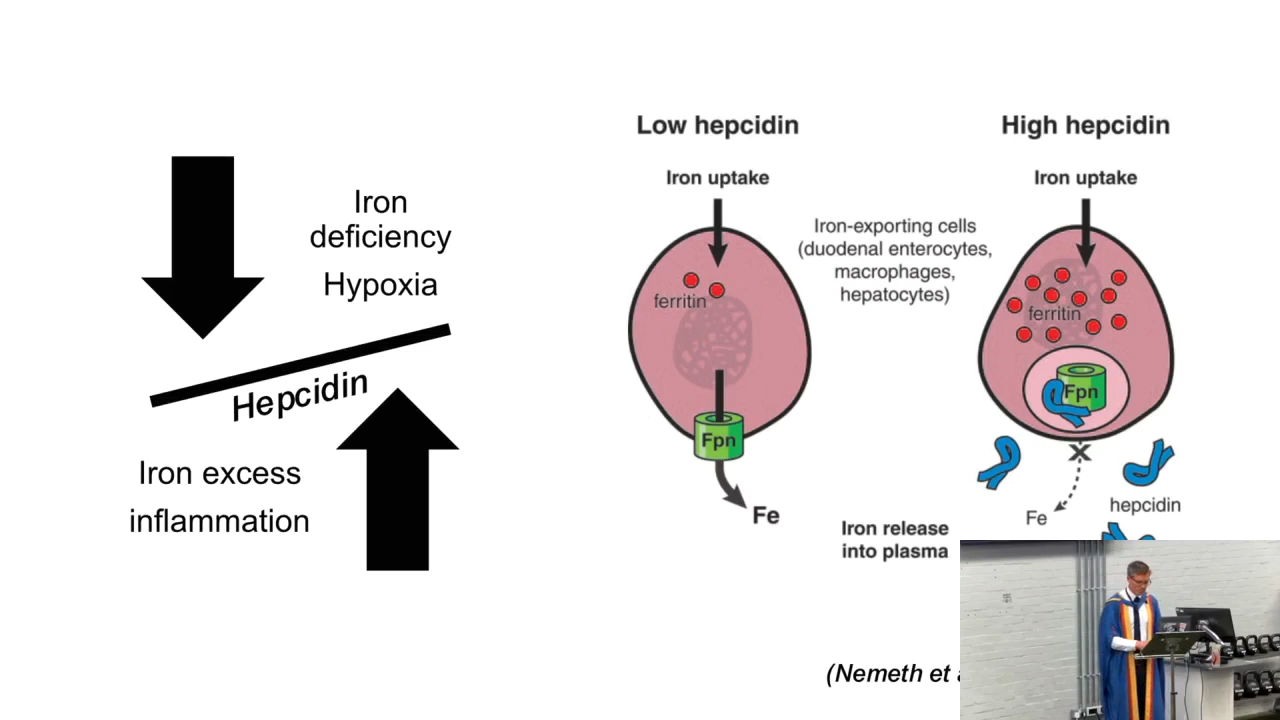 Iron
deficiency
Hypoxia
Hepcidin
Iron excess
inflammation
Low hepcidin
Iron uptake
ferritin
Fpn
Fe
Iron-exporting cells
(duodenal enterocytes,
macrophages,
hepatocytes)
Iron release
into plasma
High hepcidin
Iron uptake
ferritin
Fpn
X
Fe
hepcidin
(Nemeth et